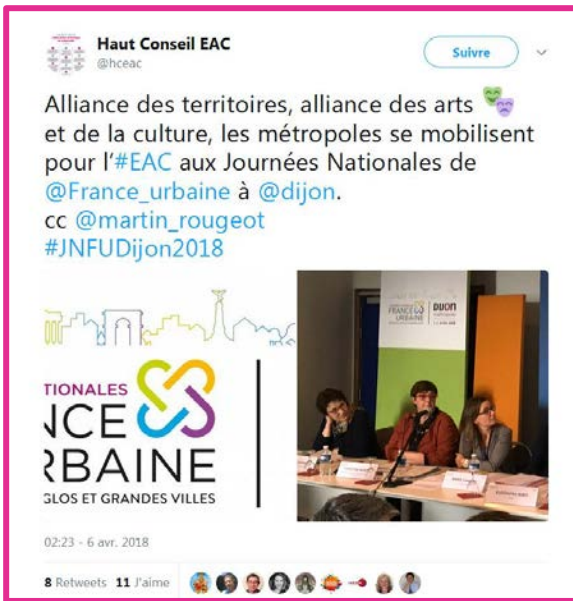 Haut Conseil EAC
@hceac
Suivre
Alliance des territoires, alliance des arts
et de la culture, les métropoles se mobilisent
pour l'#EAC aux Journées Nationales de
@France_urbaine à @dijon.
cc @martin_rougeot
#JNFUDijon2018
TIONALES
NCE
RBAINE
GLOS ET GRANDES VILLES
FRANCE
URBAINE
DIJON
02:23 - 6 avr. 2018
8 Retweets 11 J'aime